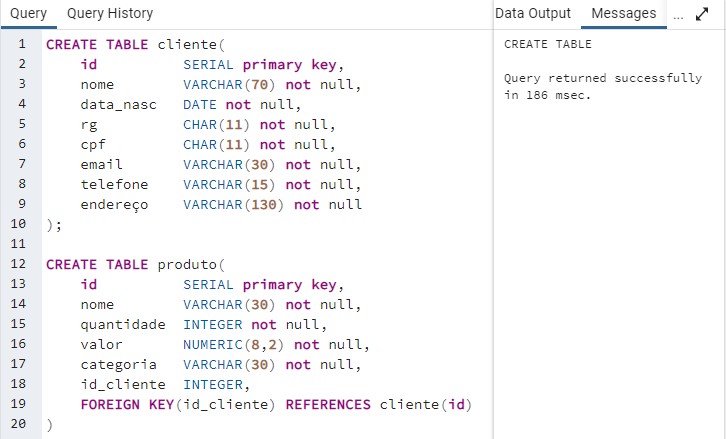 Query Query History
1 CREATE TABLE cliente(
2 id SERIAL primary key,
3 nome VARCHAR(70) not null,
4 data_nasc DATE not null,
5 rg CHAR(11) not null,
6 cpf CHAR(11) not null,
7 email VARCHAR(30) not null,
8 telefone VARCHAR(15) not null,
9 endereço VARCHAR(130) not null
10 );
11
12 CREATE TABLE produto(
13 id SERIAL primary key,
14 nome VARCHAR(30) not null,
15 quantidade INTEGER not null,
16 valor NUMERIC(8,2) not null,
17 categoria VARCHAR(30) not null,
18 id_cliente INTEGER,
19 FOREIGN KEY(id_cliente) REFERENCES cliente(id)
20 )
Data Output Messages ...
CREATE TABLE
Query returned successfully
in 186 msec.